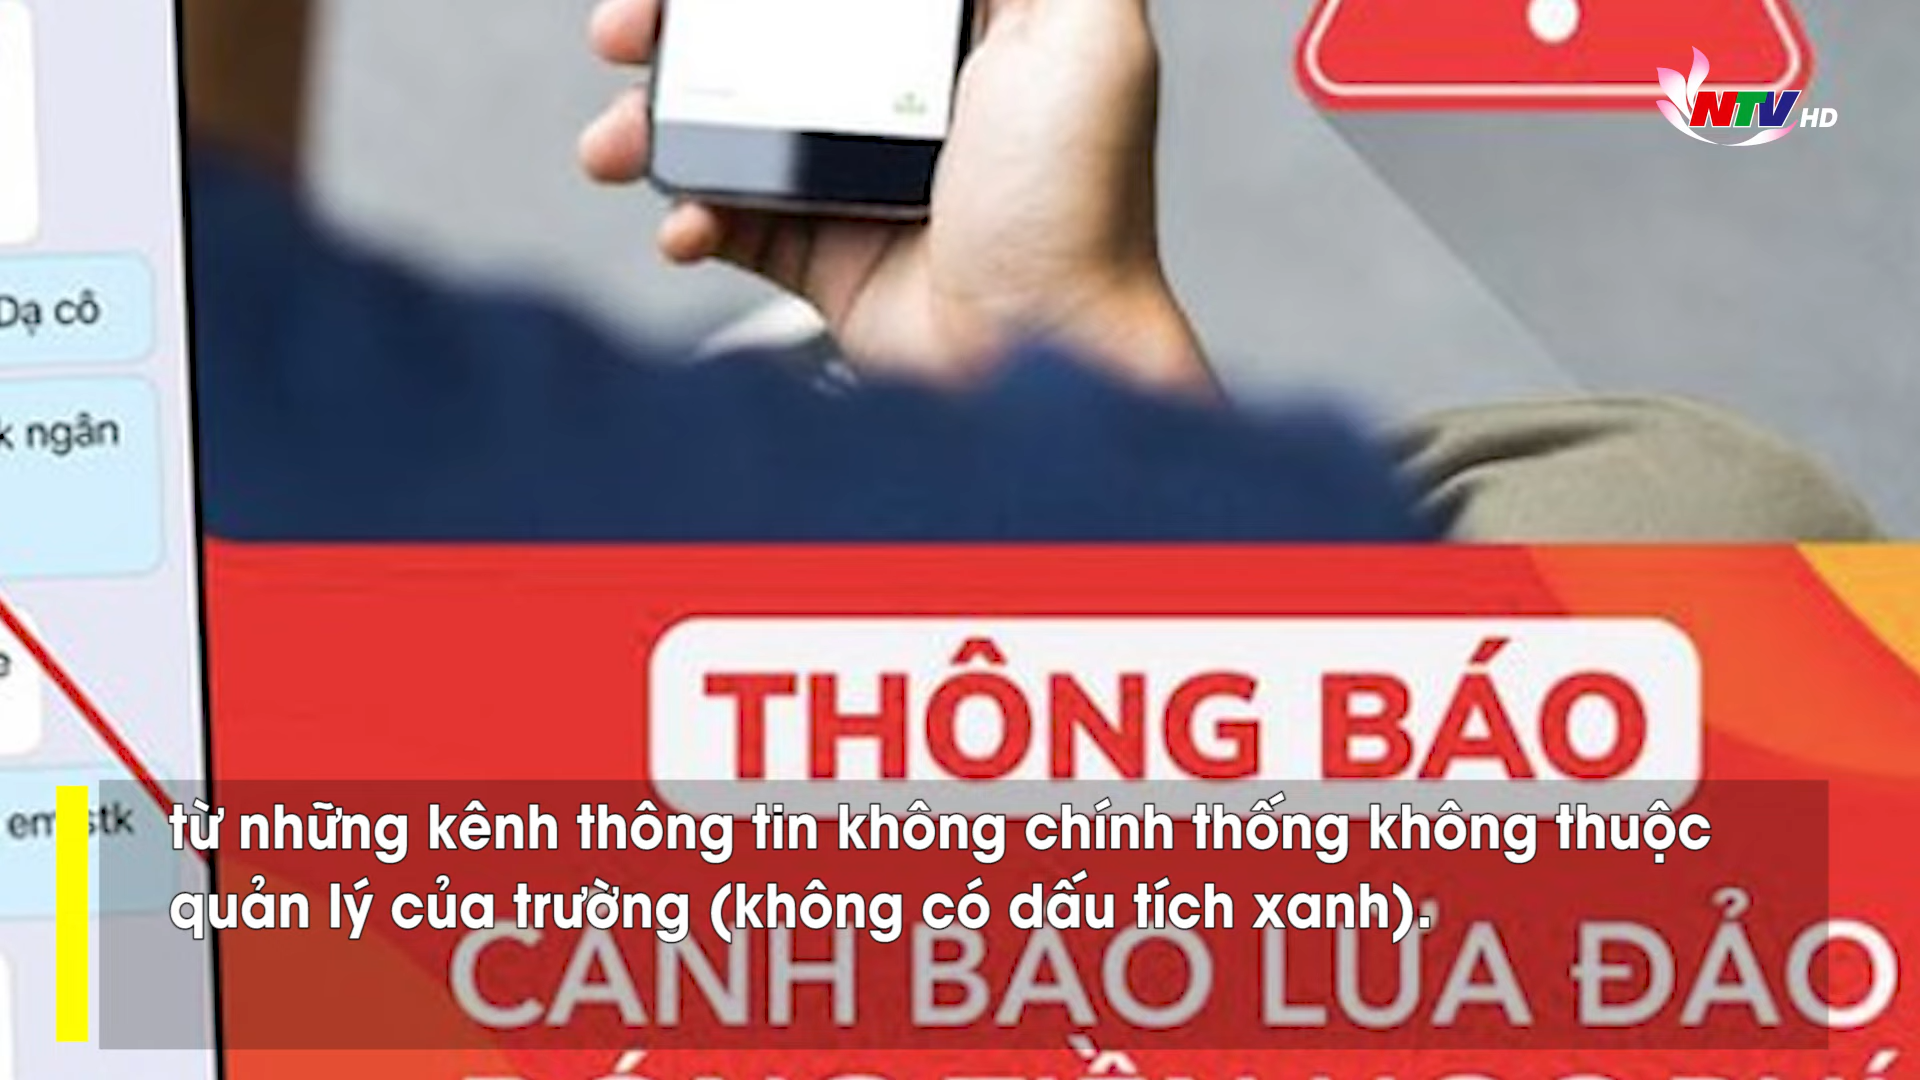 NTV HD
Dạ cô
k ngân
e
em stk
THÔNG BÁO
từ những kênh thông tin không chính thống không thuộc
quản lý của trường (không có dấu tích xanh).
CẢNH BÁO LỪA ĐẢO